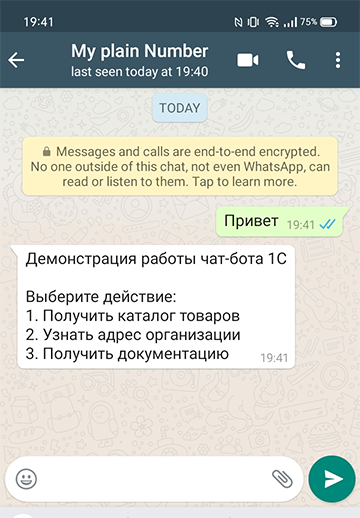 19:41 75%
My plain Number
last seen today at 19:40
TODAY
Messages and calls are end-to-end encrypted.
No one outside of this chat, not even WhatsApp, can
read or listen to them. Tap to learn more.
Привет 19:41
Демонстрация работы чат-бота 1С
Выберите действие:
1. Получить каталог товаров
2. Узнать адрес организации
3. Получить документацию 19:41